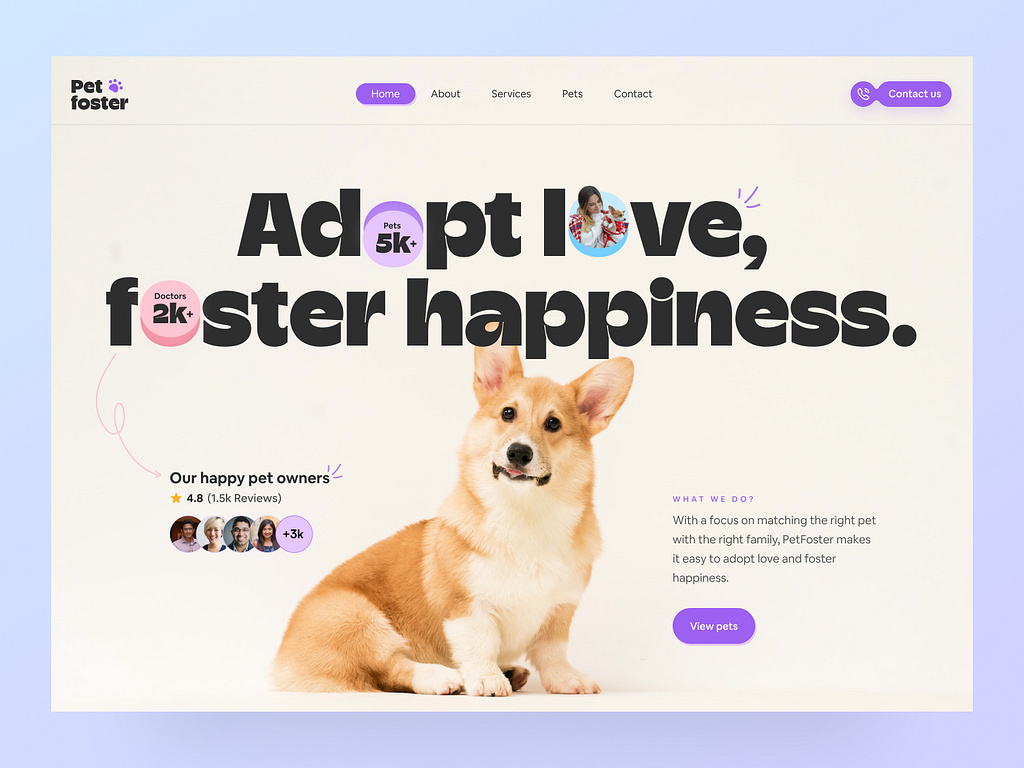 Pet
foster
Home About Services Pets Contact
Contact us
Adopt love,
Pets
5k+
foster happiness.
Doctors
2k+
Our happy pet owners
4.8 (1.5k Reviews)
+3k
WHAT WE DO?
With a focus on matching the right pet
with the right family, PetFoster makes
it easy to adopt love and foster
happiness.
View pets